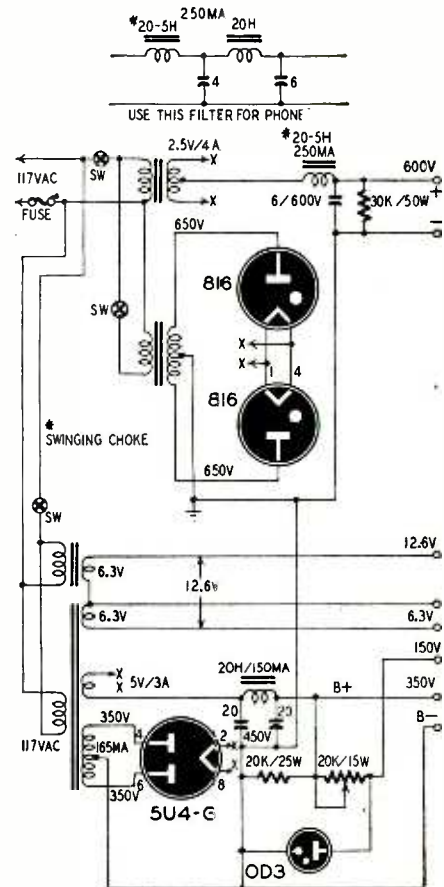 * 20-5H 250MA 20H
4 6
USE THIS FILTER FOR PHONE
* 20-5H
250MA
2.5V/4A X
X
117VAC SW
FUSE
600V
+
6/600V 30K/50W
−
650V
816
SW
X
X 1 4
816
* SWINGING CHOKE
650V
SW
12.6V
6.3V
12.6V
6.3V 6.3V
150V
20H/150MA
X
X
5V/3A
B+ 350V
20 20
450V
B−
350V
117VAC 165MA
4 2 X
6 8 X
350V
20K/25W 20K/15W
5U4-G
OD3